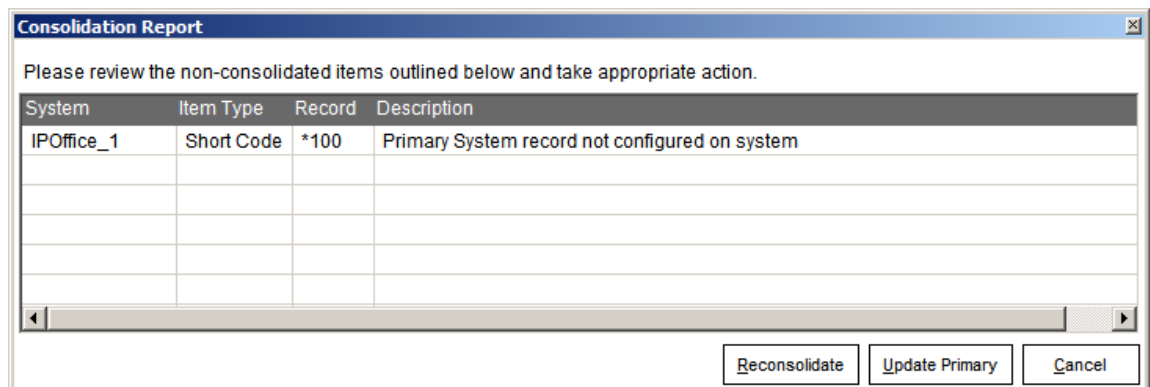 Consolidation Report
Please review the non-consolidated items outlined below and take appropriate action.
System Item Type Record Description
IPOffice_1 Short Code *100 Primary System record not configured on system
Reconsolidate Update Primary Cancel